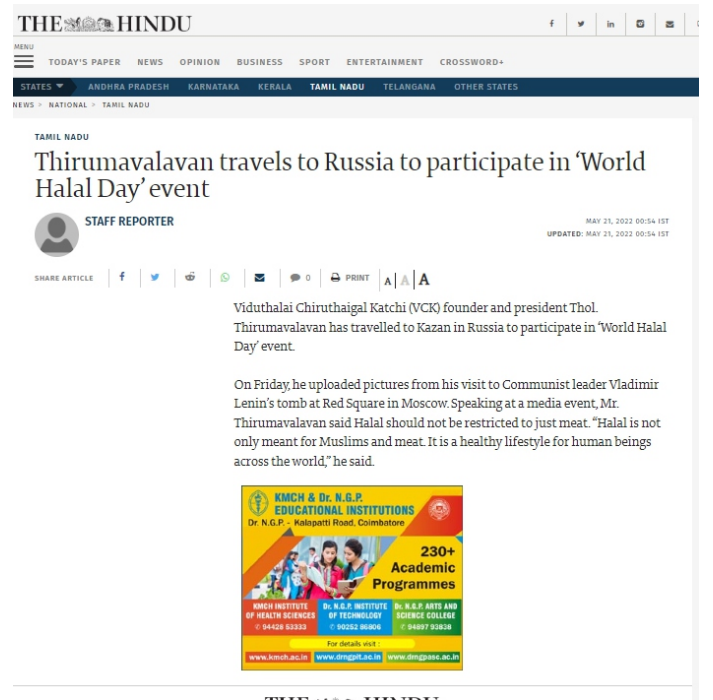 THE HINDU
MENU
TODAY'S PAPER NEWS OPINION BUSINESS SPORT ENTERTAINMENT CROSSWORD+
STATES ANDHRA PRADESH KARNATAKA KERALA TAMIL NADU TELANGANA OTHER STATES
NEWS > NATIONAL > TAMIL NADU
TAMIL NADU
Thirumavalavan travels to Russia to participate in ‘World
Halal Day’ event
STAFF REPORTER
MAY 21, 2022 00:54 IST
UPDATED: MAY 21, 2022 00:54 IST
SHARE ARTICLE 0 PRINT A A A
Viduthalai Chiruthaigal Katchi (VCK) founder and president Thol.
Thirumavalavan has travelled to Kazan in Russia to participate in ‘World Halal
Day’ event.
On Friday, he uploaded pictures from his visit to Communist leader Vladimir
Lenin’s tomb at Red Square in Moscow. Speaking at a media event, Mr.
Thirumavalavan said Halal should not be restricted to just meat. “Halal is not
only meant for Muslims and meat. It is a healthy lifestyle for human beings
across the world,” he said.
KMCH & Dr. N.G.P.
EDUCATIONAL INSTITUTIONS
Dr. N.G.P. - Kalapatti Road, Coimbatore
230+
Academic
Programmes
KMCH INSTITUTE OF HEALTH SCIENCES
Dr. N.G.P. INSTITUTE OF TECHNOLOGY
Dr. N.G.P. ARTS AND SCIENCE COLLEGE
94428 53333 90252 86806 94897 93838
For details visit :
www.kmch.ac.in www.drngpit.ac.in www.drngpasc.ac.in
THE HINDU